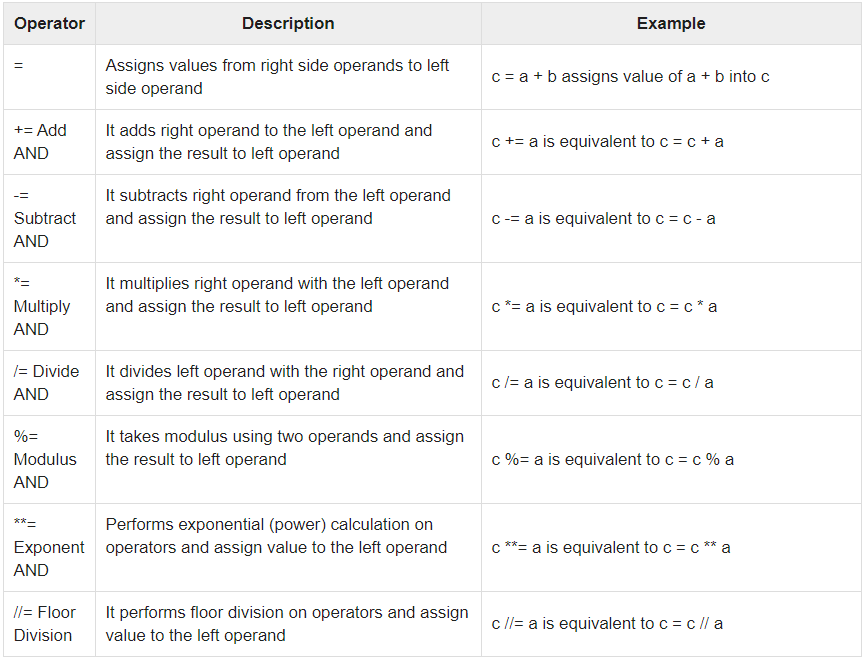 Operator Description Example
=
Assigns values from right side operands to left
side operand
c = a + b assigns value of a + b into c
+= Add
AND
It adds right operand to the left operand and
assign the result to left operand
c += a is equivalent to c = c + a
-=
Subtract
AND
It subtracts right operand from the left operand
and assign the result to left operand
c -= a is equivalent to c = c - a
*=
Multiply
AND
It multiplies right operand with the left operand
and assign the result to left operand
c *= a is equivalent to c = c * a
/= Divide
AND
It divides left operand with the right operand and
assign the result to left operand
c /= a is equivalent to c = c / a
%=
Modulus
AND
It takes modulus using two operands and assign
the result to left operand
c %= a is equivalent to c = c % a
**=
Exponent
AND
Performs exponential (power) calculation on
operators and assign value to the left operand
c **= a is equivalent to c = c ** a
//= Floor
Division
It performs floor division on operators and assign
value to the left operand
c //= a is equivalent to c = c // a